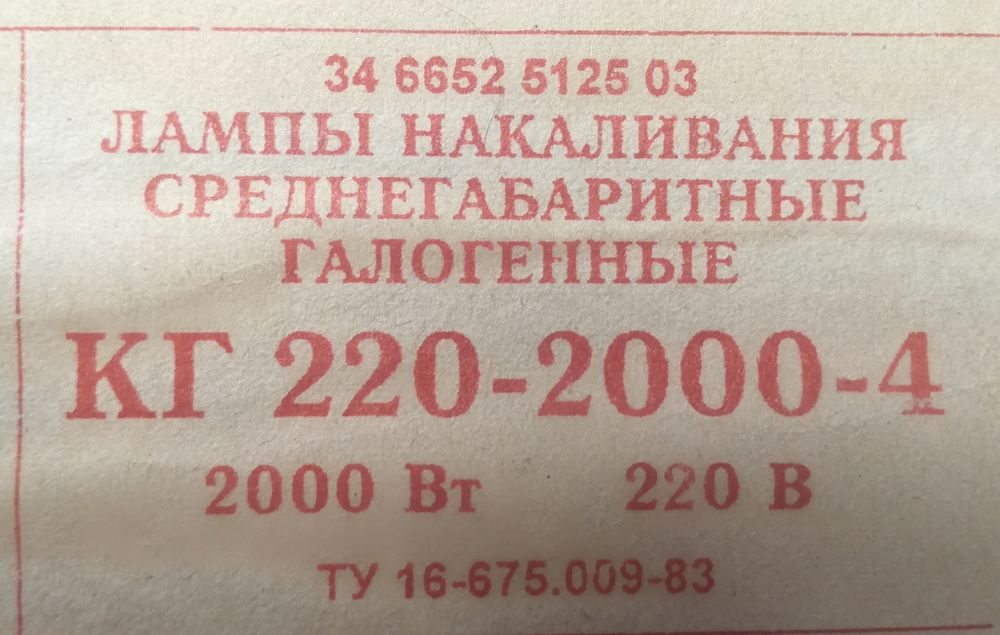 34 6652 5125 03
ЛАМПЫ НАКАЛИВАНИЯ
СРЕДНЕГАБАРИТНЫЕ
ГАЛОГЕННЫЕ
КГ 220-2000-4
2000 Вт 220 В
ТУ 16-675.009-83